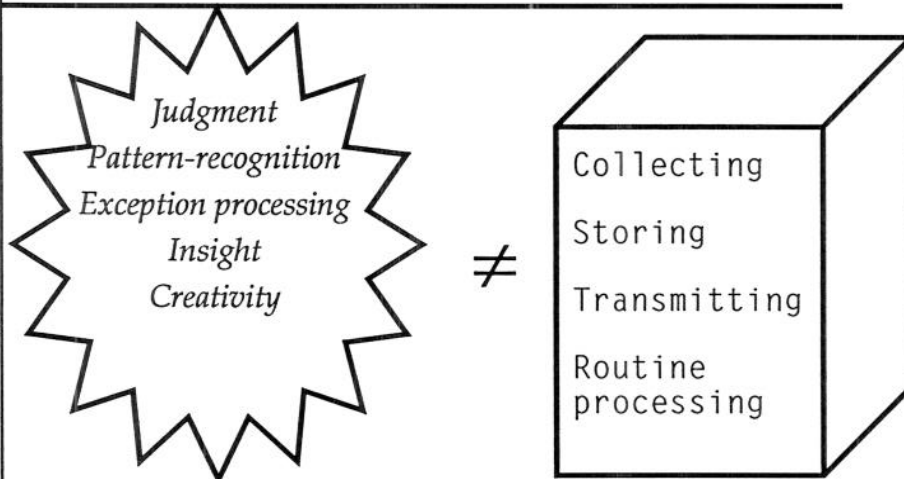 Judgment
Pattern-recognition
Exception processing
Insight
Creativity
≠
Collecting
Storing
Transmitting
Routine
processing